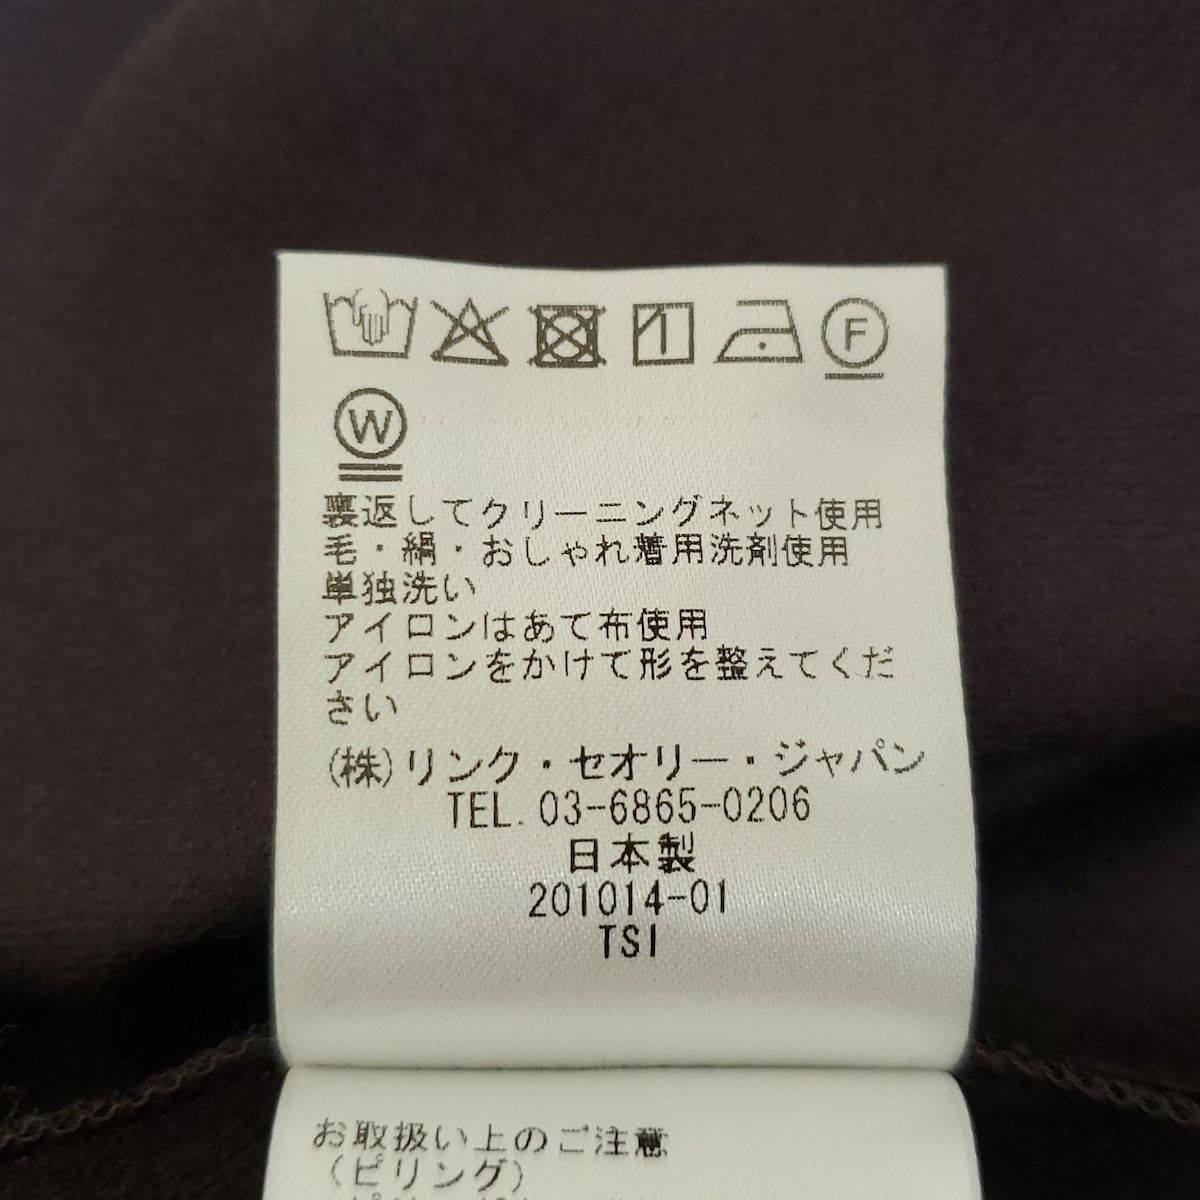 F
W
裏返してクリーニングネット使用
毛・絹・おしゃれ着用洗剤使用
単独洗い
アイロンはあて布使用
アイロンをかけて形を整えてくだ
さい
(株)リンク・セオリー・ジャパン
TEL. 03-6865-0206
日本製
201014-01
TSI
お取扱い上のご注意
(ピリング)